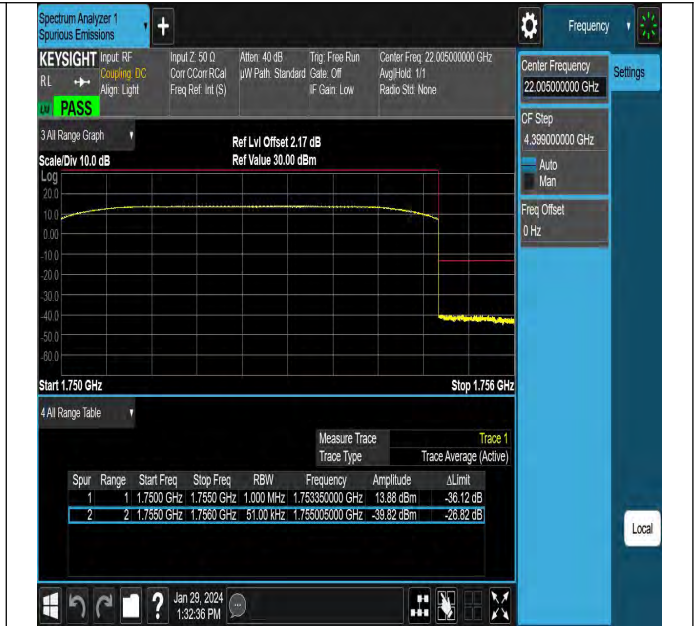 Spectrum Analyzer 1
Spurious Emissions
+
Frequency
KEYSIGHT Input: RF Input Z: 50 Ω Atten: 40 dB Trig: Free Run Center Freq: 22.005000000 GHz
RL Coupling: DC Corr CCorr RCal µW Path: Standard Gate: Off Avg|Hold: 1/1
Align: Light Freq Ref: Int (S) IF Gain: Low Radio Std: None
PASS
Center Frequency
22.005000000 GHz
Settings
CF Step
4.399000000 GHz
Auto
Man
Freq Offset
0 Hz
3 All Range Graph
Ref Lvl Offset 2.17 dB
Scale/Div 10.0 dB Ref Value 30.00 dBm
Log
20.0
10.0
0.00
-10.0
-20.0
-30.0
-40.0
-50.0
-60.0
Start 1.750 GHz Stop 1.756 GHz
4 All Range Table
Measure Trace Trace 1
Trace Type Trace Average (Active)
Spur Range Start Freq Stop Freq RBW Frequency Amplitude ΔLimit
1 1 1.7500 GHz 1.7550 GHz 1.000 MHz 1.753350000 GHz 13.88 dBm -36.12 dB
2 2 1.7550 GHz 1.7560 GHz 51.00 kHz 1.755005000 GHz -39.82 dBm -26.82 dB
Local
? Jan 29, 2024
1:32:36 PM